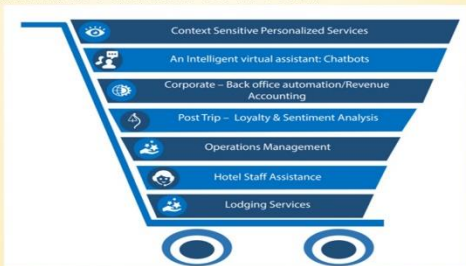 Context Sensitive Personalized Services
An Intelligent virtual assistant: Chatbots
Corporate – Back office automation/Revenue
Accounting
Post Trip – Loyalty & Sentiment Analysis
Operations Management
Hotel Staff Assistance
Lodging Services